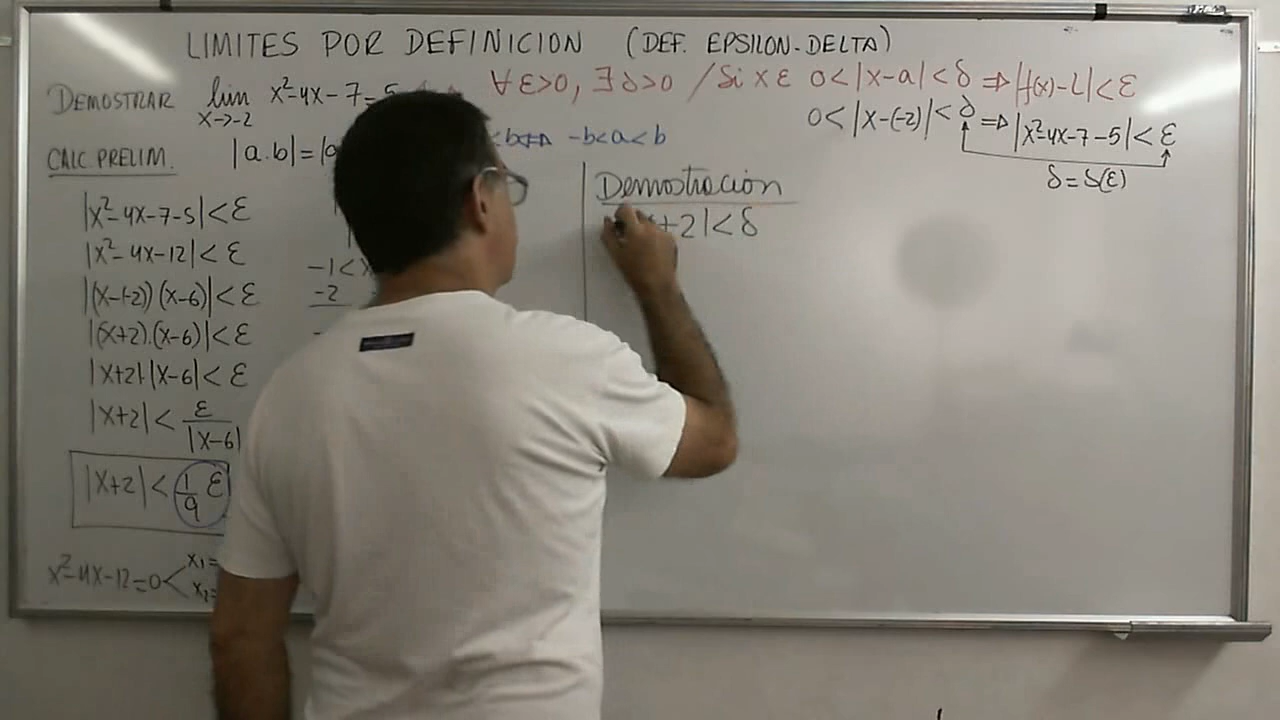 LIMITES POR DEFINICION (DEF. EPSILON-DELTA)
DEMOSTRAR lim x²-4x-7=5
x→-2
∀ε>0, ∃δ>0 / Si x ∈ 0<|x-a|<δ ⇒ |f(x)-L|<ε
0<|x-(-2)|<δ ⇒ |x²-4x-7-5|<ε
δ=δ(ε)
CALC. PRELIM. |a.b|=|a
<b⇔ -b<a<b
|x²-4x-7-5|<ε
|x²-4x-12|<ε
|(x-(-2))(x-6)|<ε
|(x+2).(x-6)|<ε
|x+2|.|x-6|<ε
|x+2|< ε/|x-6|
|x+2|< 1/9 ε
x²-4x-12=0< x₁=
x₂=
-1<x
-2
Demostración
+2|<δ